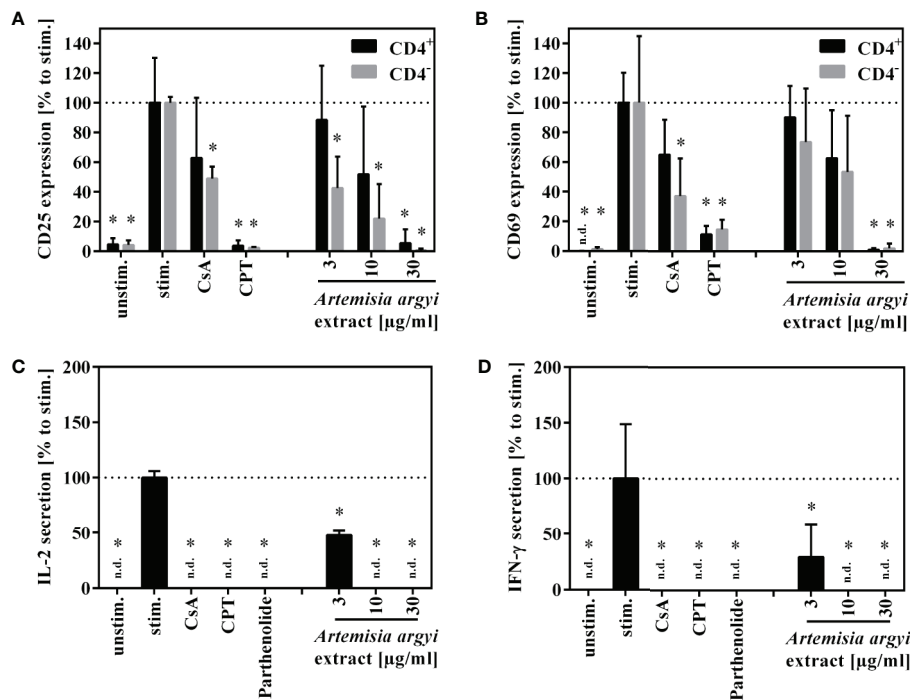 A
CD25 expression [% to stim.]
140
120
100
80
60
40
20
0
CD4⁺
CD4⁻
* * * * * * * * *
unstim.
stim.
CsA
CPT
3
10
30
Artemisia argyi
extract [µg/ml]
B
CD69 expression [% to stim.]
140
120
100
80
60
40
20
0
CD4⁺
CD4⁻
n.d.
* * * * * * *
unstim.
stim.
CsA
CPT
3
10
30
Artemisia argyi
extract [µg/ml]
C
IL-2 secretion [% to stim.]
200
150
100
50
0
* * * * * * *
n.d. n.d. n.d. n.d. n.d. n.d.
unstim.
stim.
CsA
CPT
Parthenolide
3
10
30
Artemisia argyi
extract [µg/ml]
D
IFN-γ secretion [% to stim.]
200
150
100
50
0
* * * * * * *
n.d. n.d. n.d. n.d. n.d. n.d.
unstim.
stim.
CsA
CPT
Parthenolide
3
10
30
Artemisia argyi
extract [µg/ml]